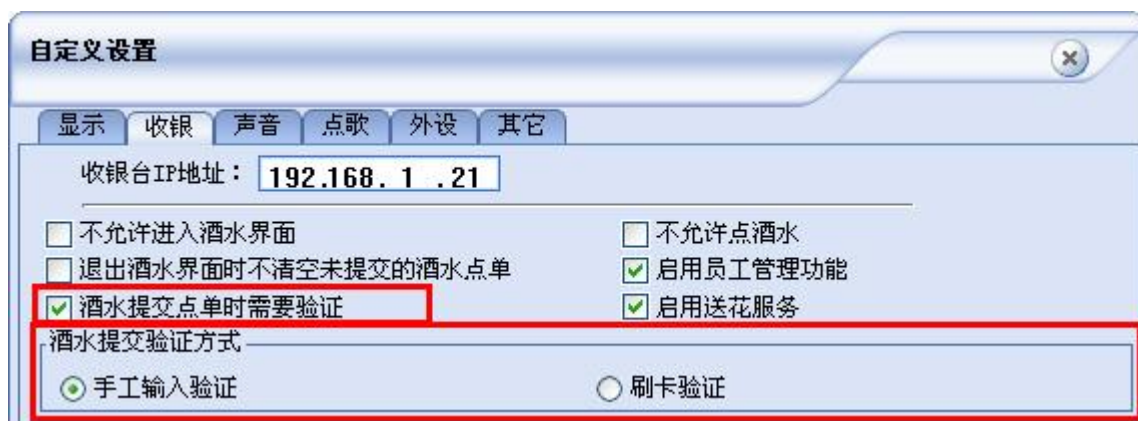 自定义设置
显示 收银 声音 点歌 外设 其它
收银台IP地址： 192.168. 1 .21
不允许进入酒水界面 不允许点酒水
退出酒水界面时不清空未提交的酒水点单 启用员工管理功能
酒水提交点单时需要验证 启用送花服务
酒水提交验证方式
手工输入验证 刷卡验证